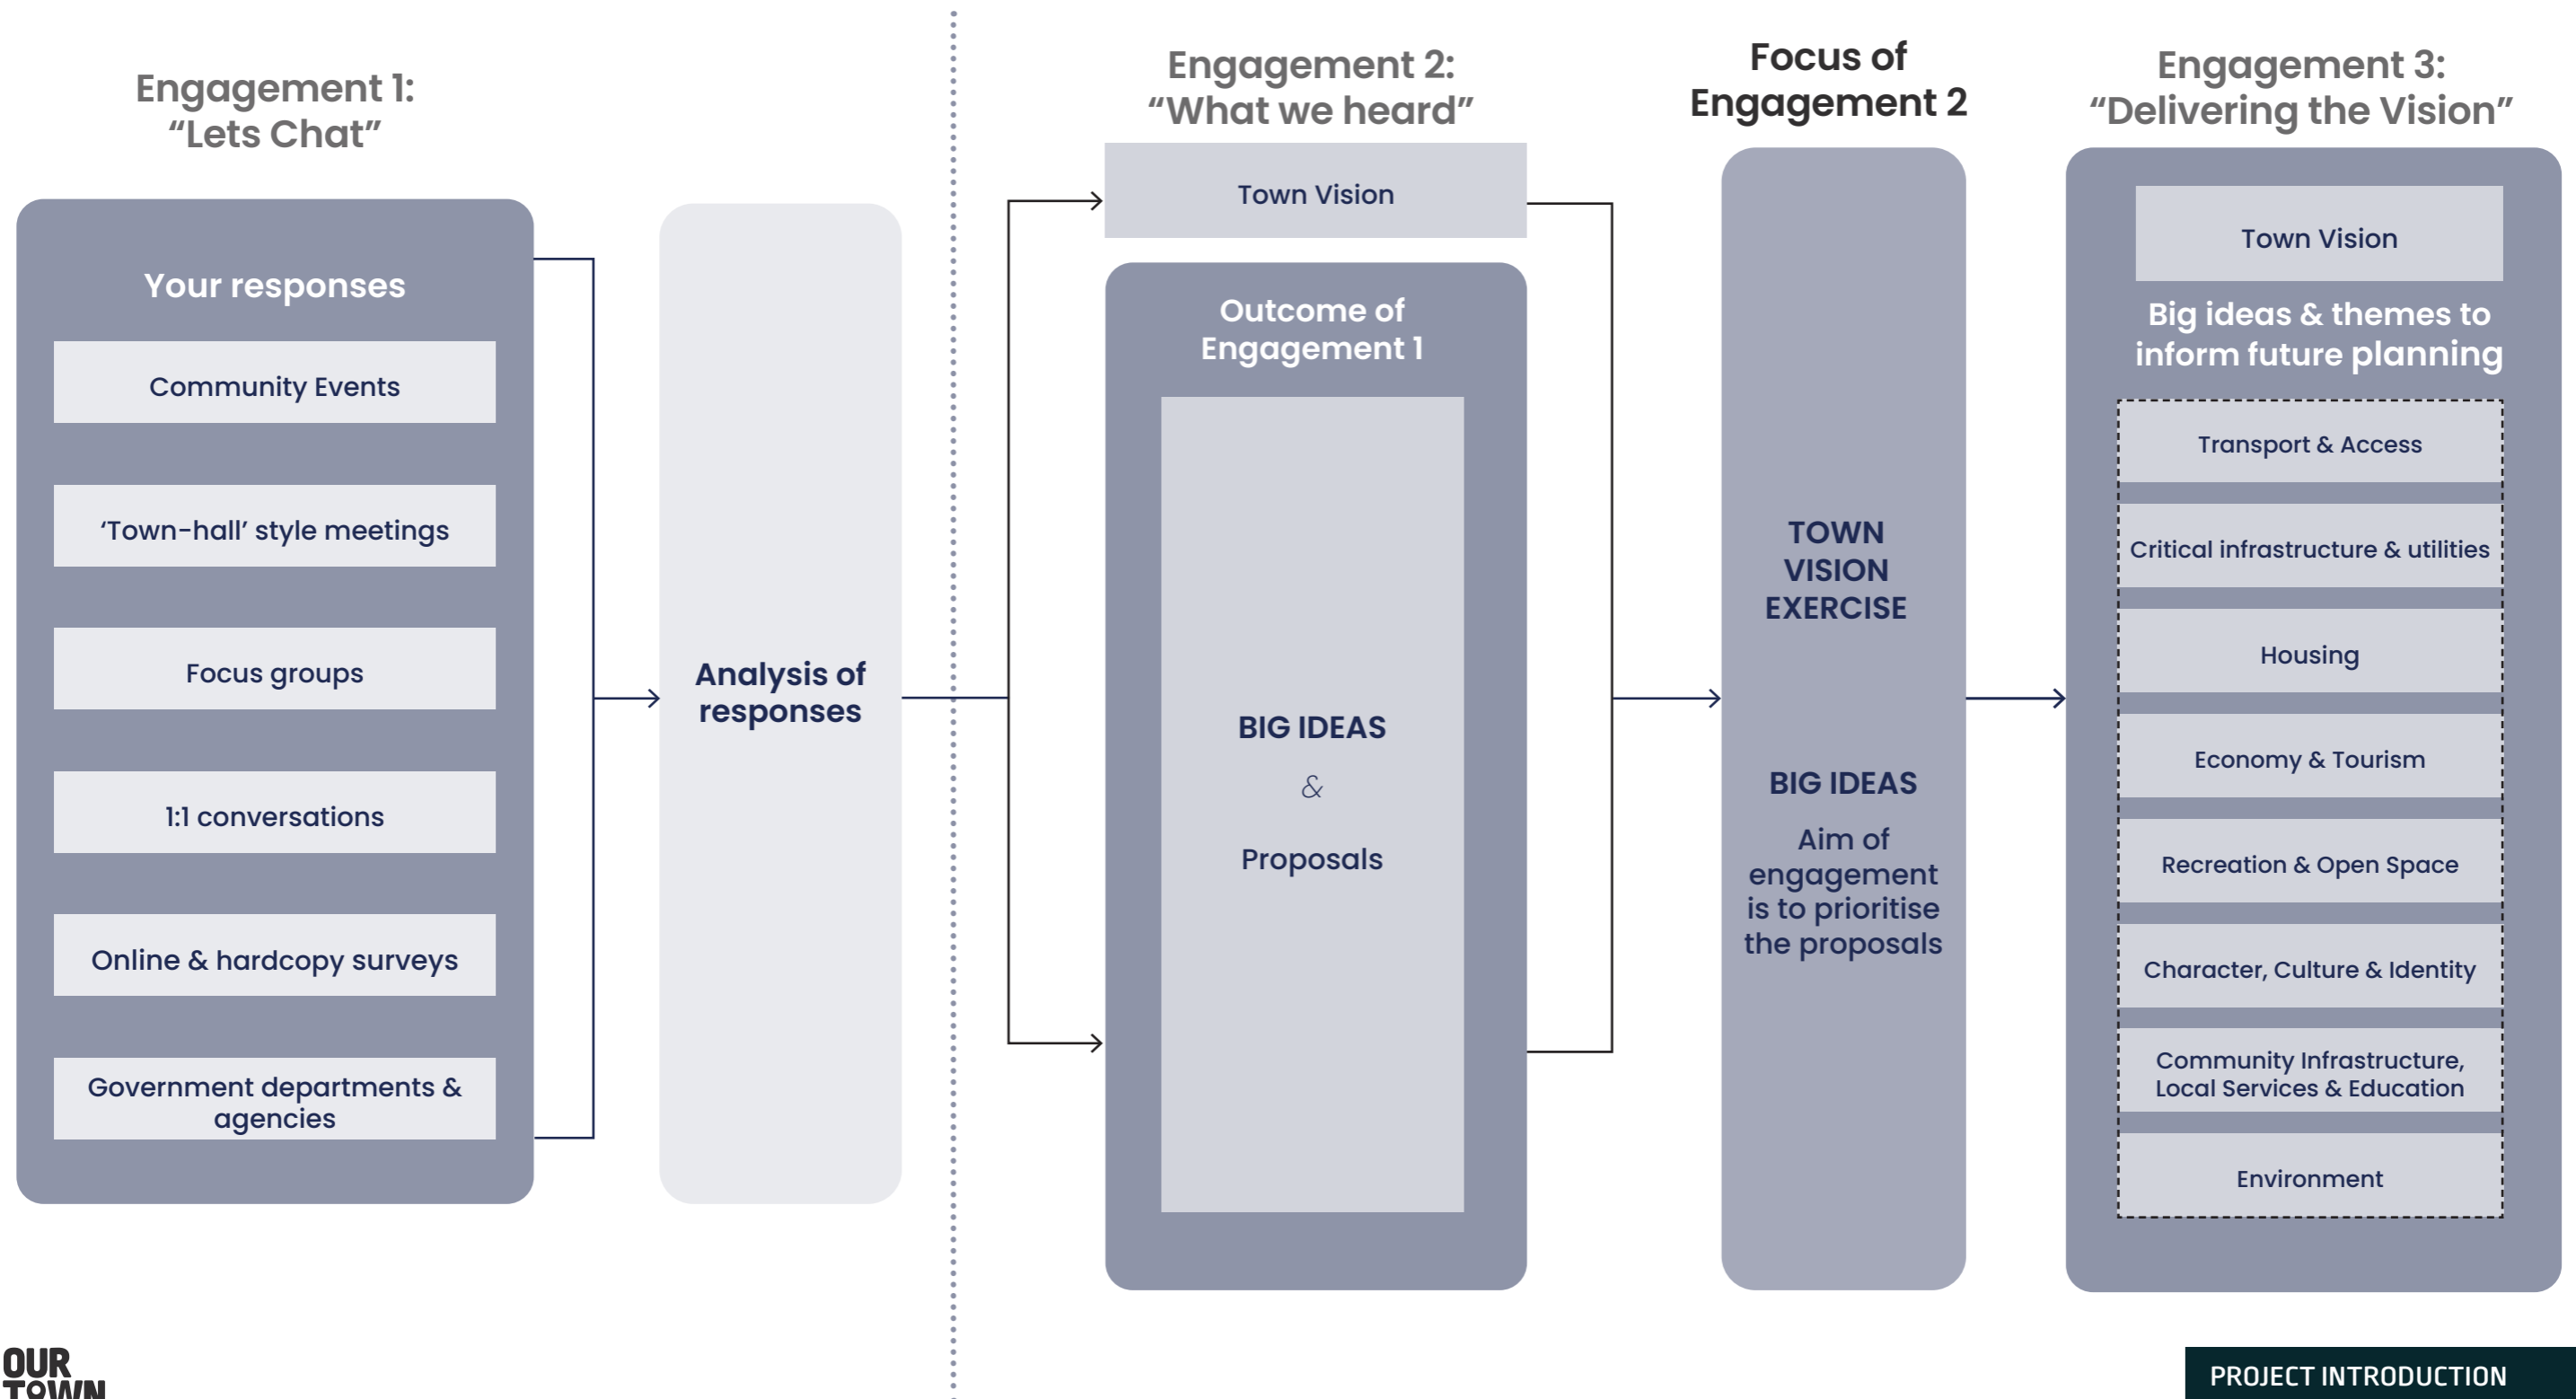 Engagement 1:
“Lets Chat”
Your responses
Community Events
‘Town-hall’ style meetings
Focus groups
1:1 conversations
Online & hardcopy surveys
Government departments &
agencies
Analysis of
responses
Engagement 2:
“What we heard”
Town Vision
Outcome of
Engagement 1
BIG IDEAS
&
Proposals
Focus of
Engagement 2
TOWN
VISION
EXERCISE
BIG IDEAS
Aim of
engagement
is to prioritise
the proposals
Engagement 3:
“Delivering the Vision”
Town Vision
Big ideas & themes to
inform future planning
Transport & Access
Critical infrastructure & utilities
Housing
Economy & Tourism
Recreation & Open Space
Character, Culture & Identity
Community Infrastructure,
Local Services & Education
Environment
OUR
TOWN
PROJECT INTRODUCTION